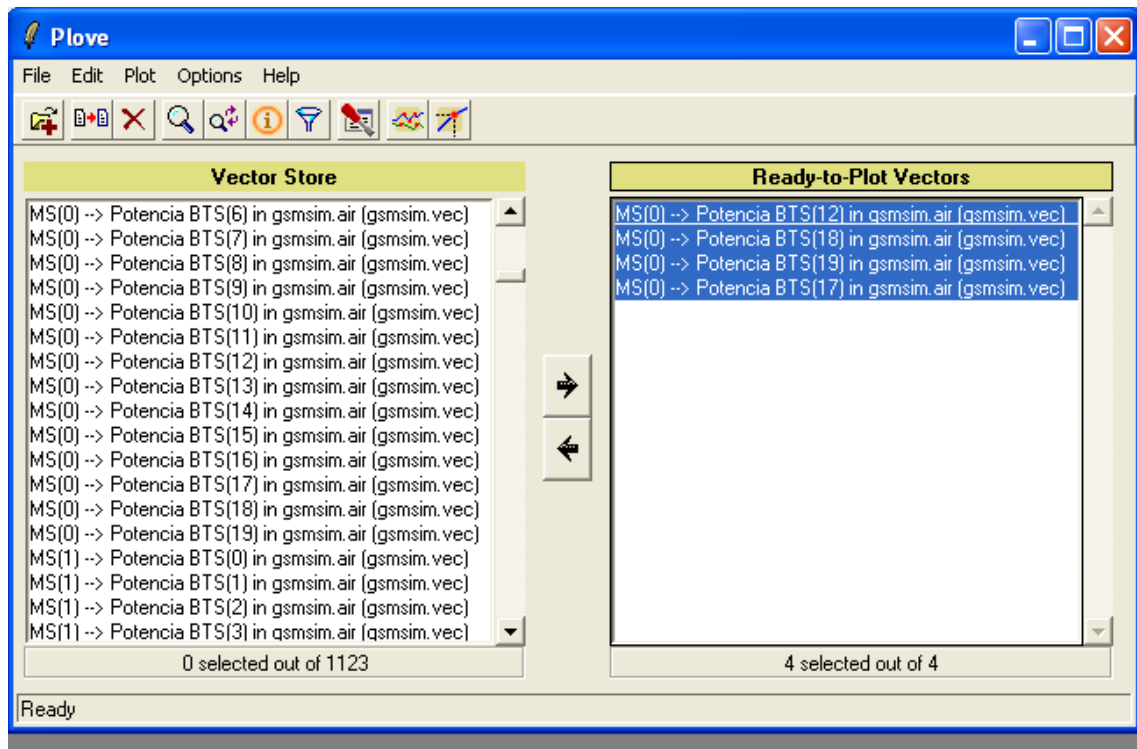 Plove
File Edit Plot Options Help
Vector Store
MS(0) --> Potencia BTS(6) in gsmsim.air (gsmsim.vec)
MS(0) --> Potencia BTS(7) in gsmsim.air (gsmsim.vec)
MS(0) --> Potencia BTS(8) in gsmsim.air (gsmsim.vec)
MS(0) --> Potencia BTS(9) in gsmsim.air (gsmsim.vec)
MS(0) --> Potencia BTS(10) in gsmsim.air (gsmsim.vec)
MS(0) --> Potencia BTS(11) in gsmsim.air (gsmsim.vec)
MS(0) --> Potencia BTS(12) in gsmsim.air (gsmsim.vec)
MS(0) --> Potencia BTS(13) in gsmsim.air (gsmsim.vec)
MS(0) --> Potencia BTS(14) in gsmsim.air (gsmsim.vec)
MS(0) --> Potencia BTS(15) in gsmsim.air (gsmsim.vec)
MS(0) --> Potencia BTS(16) in gsmsim.air (gsmsim.vec)
MS(0) --> Potencia BTS(17) in gsmsim.air (gsmsim.vec)
MS(0) --> Potencia BTS(18) in gsmsim.air (gsmsim.vec)
MS(0) --> Potencia BTS(19) in gsmsim.air (gsmsim.vec)
MS(1) --> Potencia BTS(0) in gsmsim.air (gsmsim.vec)
MS(1) --> Potencia BTS(1) in gsmsim.air (gsmsim.vec)
MS(1) --> Potencia BTS(2) in gsmsim.air (gsmsim.vec)
MS(1) --> Potencia BTS(3) in gsmsim.air (gsmsim.vec)
0 selected out of 1123
Ready-to-Plot Vectors
MS(0) --> Potencia BTS(12) in gsmsim.air (gsmsim.vec)
MS(0) --> Potencia BTS(18) in gsmsim.air (gsmsim.vec)
MS(0) --> Potencia BTS(19) in gsmsim.air (gsmsim.vec)
MS(0) --> Potencia BTS(17) in gsmsim.air (gsmsim.vec)
4 selected out of 4
Ready